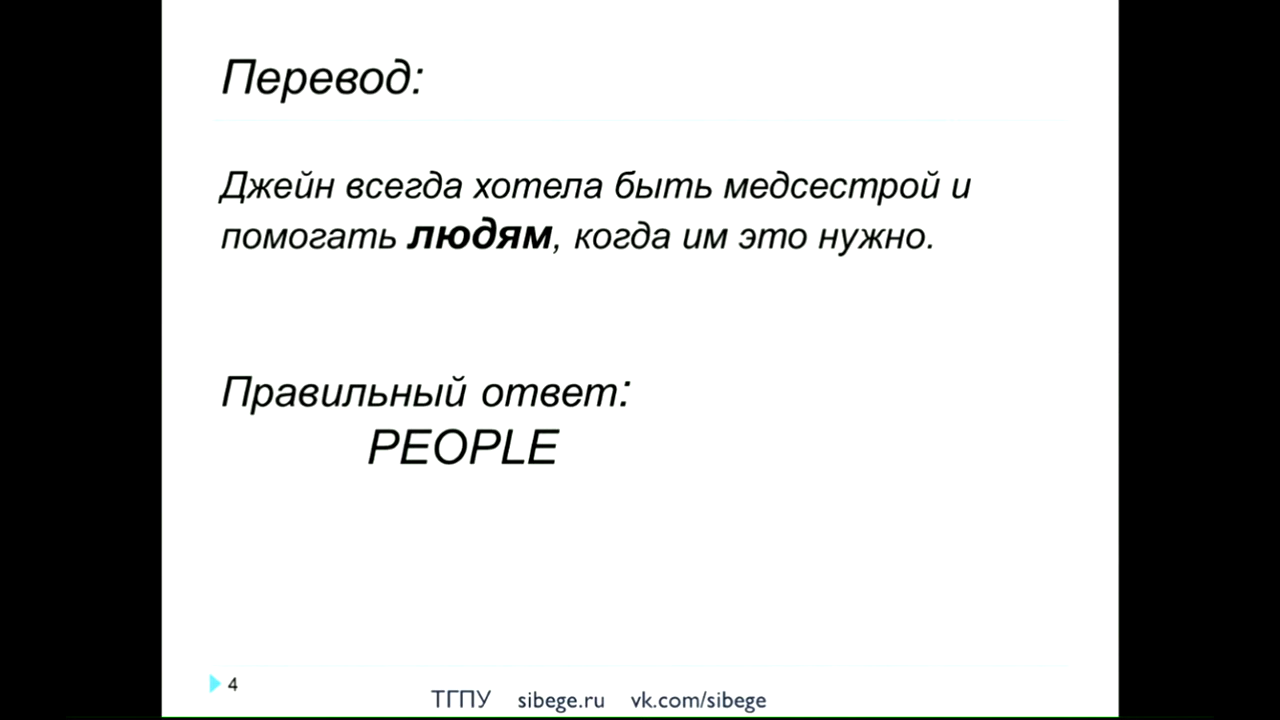 Перевод:
Джейн всегда хотела быть медсестрой и
помогать людям, когда им это нужно.
Правильный ответ:
PEOPLE
4
ТГПУ sibege.ru vk.com/sibege